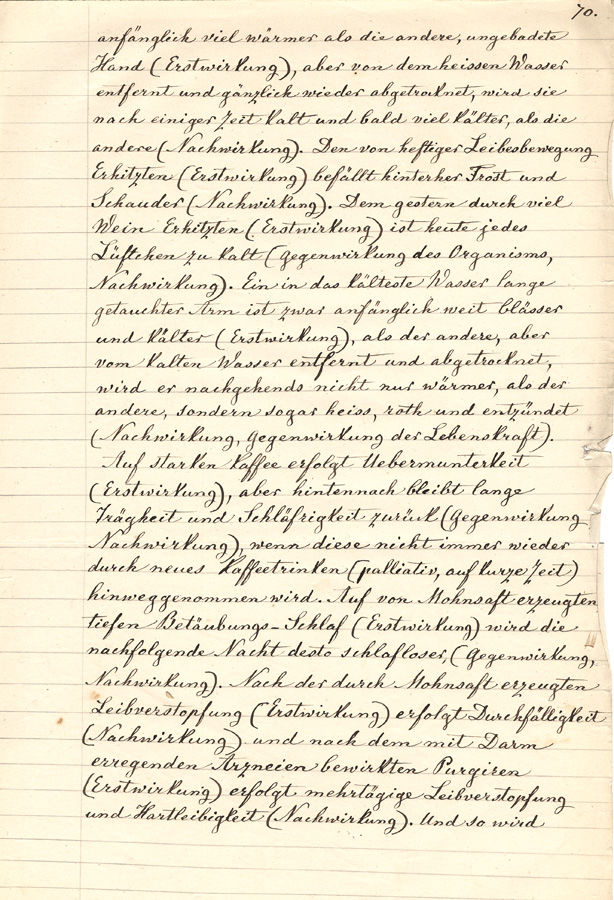 70.
anfänglich viel wärmer als die andere, ungebadete
Hand (Erstwirkung), aber von dem heissen Wasser
entfernt und gänzlich wieder abgetrocknet, wird sie
nach einiger Zeit kalt und bald viel kälter, als die
andere (Nachwirkung). Den von heftiger Leibesbewegung
Erhitzten (Erstwirkung) befällt hinterher Frost und
Schauder (Nachwirkung). Dem gestern durch viel
Wein Erhitzten (Erstwirkung) ist heute jedes
Lüftchen zu kalt (Gegenwirkung des Organisms,
Nachwirkung). Ein in das kälteste Wasser lange
getauchter Arm ist zwar anfänglich weit blässer
und kälter (Erstwirkung), als der andere, aber
vom kalten Wasser entfernt und abgetrocknet,
wird er nachgehends nicht nur wärmer, als der
andere, sondern sogar heiss, roth und entzündet
(Nachwirkung, Gegenwirkung der Lebenskraft).
Auf starken Kaffee erfolgt Uebermunterkeit
(Erstwirkung), aber hintennach bleibt lange
Trägheit und Schläfrigkeit zurück (Gegenwirkung
Nachwirkung), wenn diese nicht immer wieder
durch neues Kaffeetrinken (palliativ, auf kurze Zeit)
hinweggenommen wird. Auf von Mohnsaft erzeugten
tiefen Betäubungs-Schlaf (Erstwirkung) wird die
nachfolgende Nacht desto schlafloser, (Gegenwirkung,
Nachwirkung). Nach der durch Mohnsaft erzeugten
Leibverstopfung (Erstwirkung) erfolgt Durchfälligkeit
(Nachwirkung) und nach dem mit Darm
erregenden Arzneien bewirkten Purgiren
(Erstwirkung) erfolgt mehrtägige Leibverstopfung
und Hartleibigkeit (Nachwirkung). Und so wird